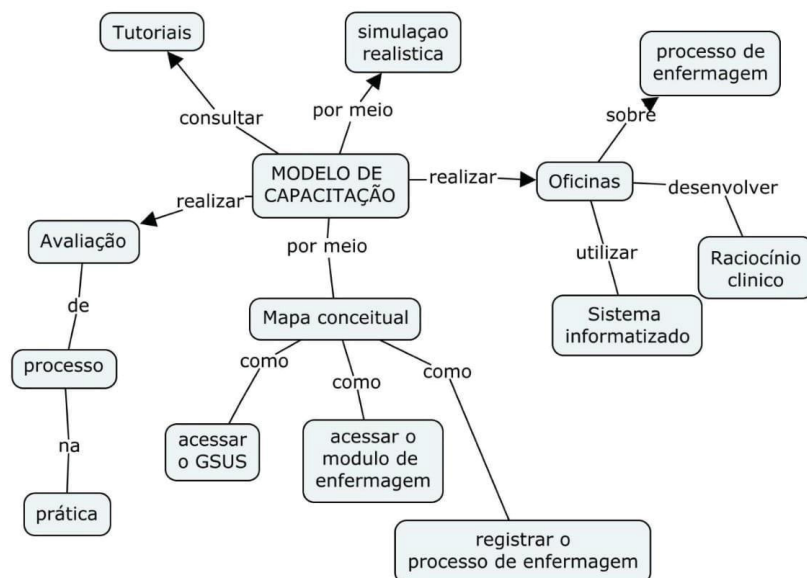 Tutoriais
simulaçao
realistica
processo de
enfermagem
consultar
por meio
sobre
MODELO DE
CAPACITAÇÃO
realizar
Oficinas
desenvolver
realizar
Avaliação
por meio
utilizar
Raciocínio
clinico
de
Mapa conceitual
Sistema
informatizado
processo
como
como
como
na
acessar
o GSUS
acessar o
modulo de
enfermagem
prática
registrar o
processo de enfermagem